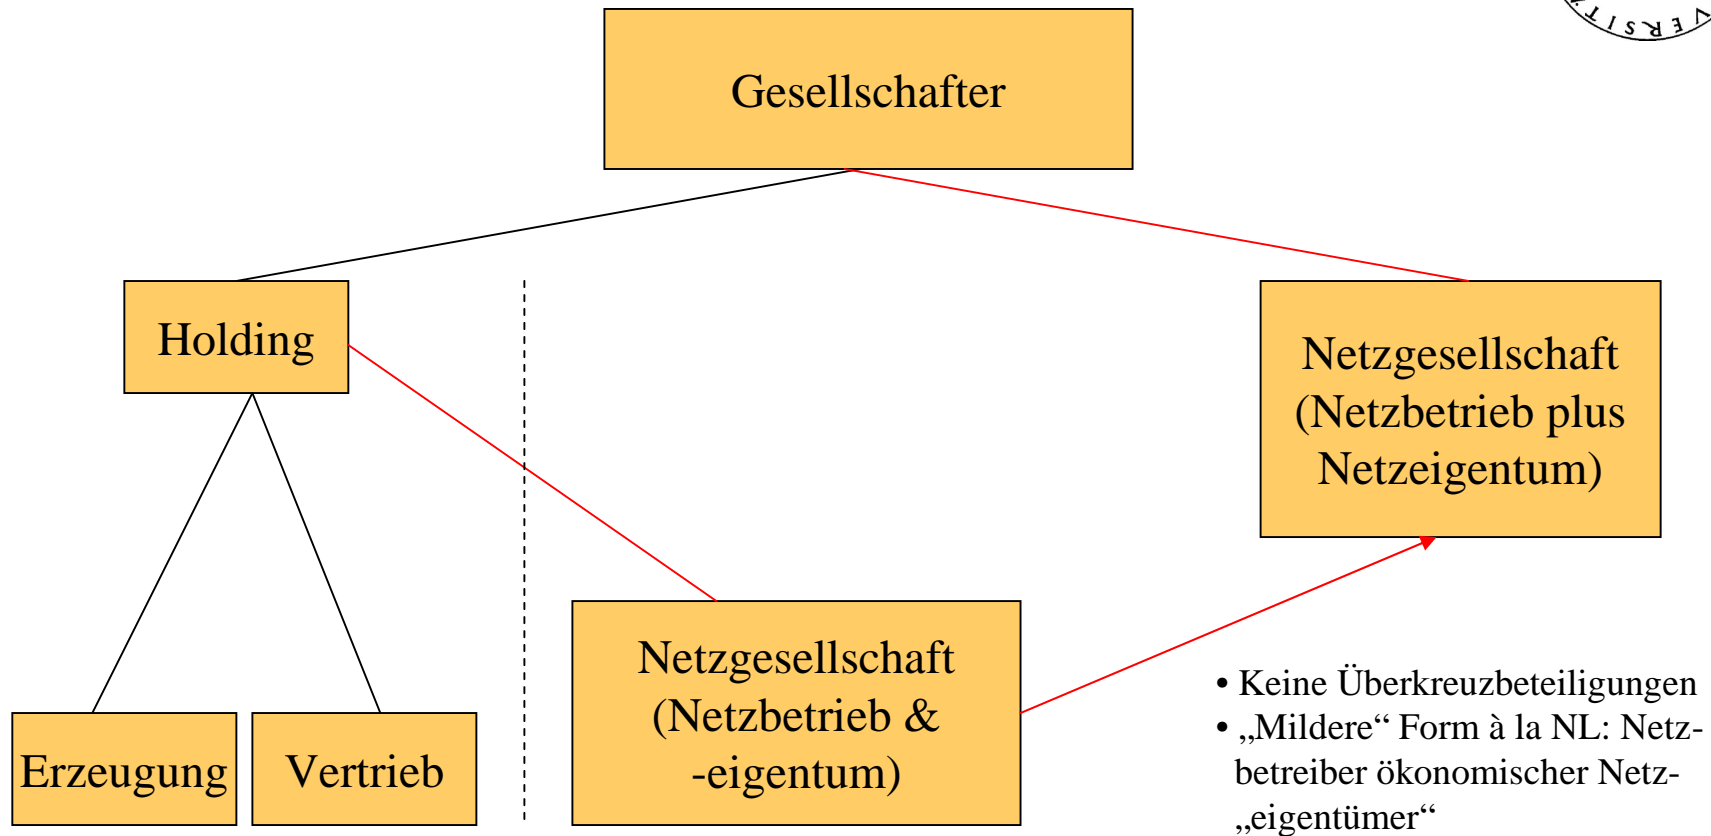 VERSIT
Gesellschafter
Holding
Netzgesellschaft
(Netzbetrieb plus
Netzeigentum)
Netzgesellschaft
(Netzbetrieb &
-eigentum)
Erzeugung
Vertrieb
• Keine Überkreuzbeteiligungen
• „Mildere“ Form à la NL: Netz-
betreiber ökonomischer Netz-
„eigentümer“